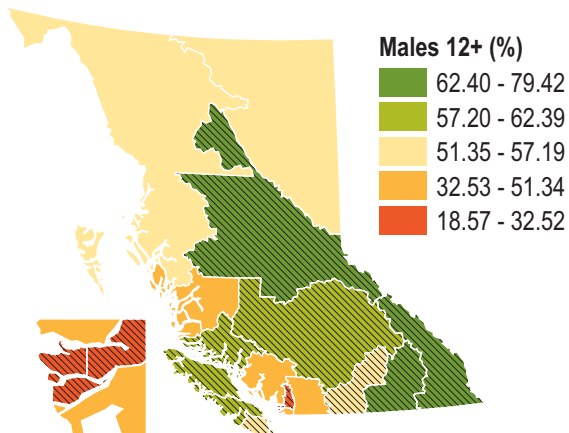 Males 12+ (%)
62.40 - 79.42
57.20 - 62.39
51.35 - 57.19
32.53 - 51.34
18.57 - 32.52